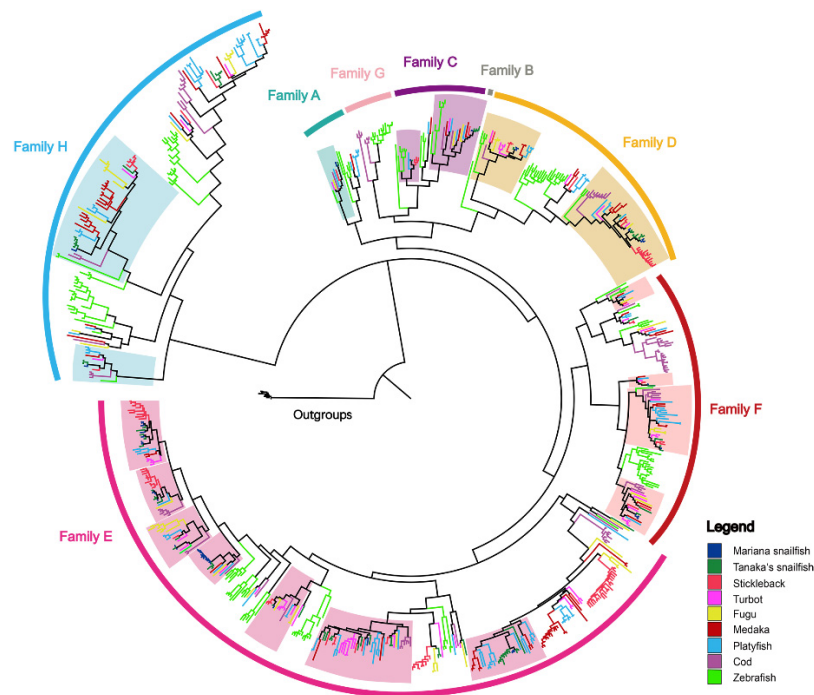 Family C
Family B
Family G
Family A
Family D
Family H
Family F
Outgroups
Family E
Legend
Mariana snailfish
Tanaka's snailfish
Stickleback
Turbot
Fugu
Medaka
Platyfish
Cod
Zebrafish